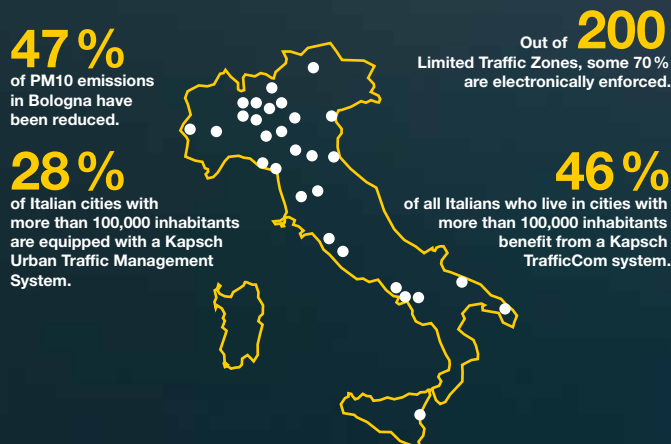 47 %
of PM10 emissions
in Bologna have
been reduced.
28 %
of Italian cities with
more than 100,000 inhabitants
are equipped with a Kapsch
Urban Traffic Management
System.
Out of 200
Limited Traffic Zones, some 70 %
are electronically enforced.
46 %
of all Italians who live in cities with
more than 100,000 inhabitants
benefit from a Kapsch
TrafficCom system.